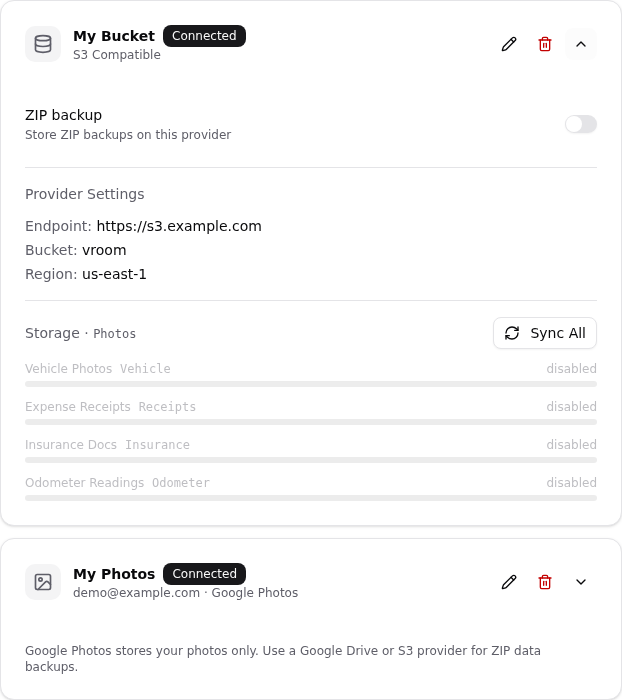 My Bucket Connected
S3 Compatible
ZIP backup
Store ZIP backups on this provider
Provider Settings
Endpoint: https://s3.example.com
Bucket: vroom
Region: us-east-1
Storage · Photos
Sync All
Vehicle Photos Vehicle disabled
Expense Receipts Receipts disabled
Insurance Docs Insurance disabled
Odometer Readings Odometer disabled
My Photos Connected
demo@example.com · Google Photos
Google Photos stores your photos only. Use a Google Drive or S3 provider for ZIP data
backups.